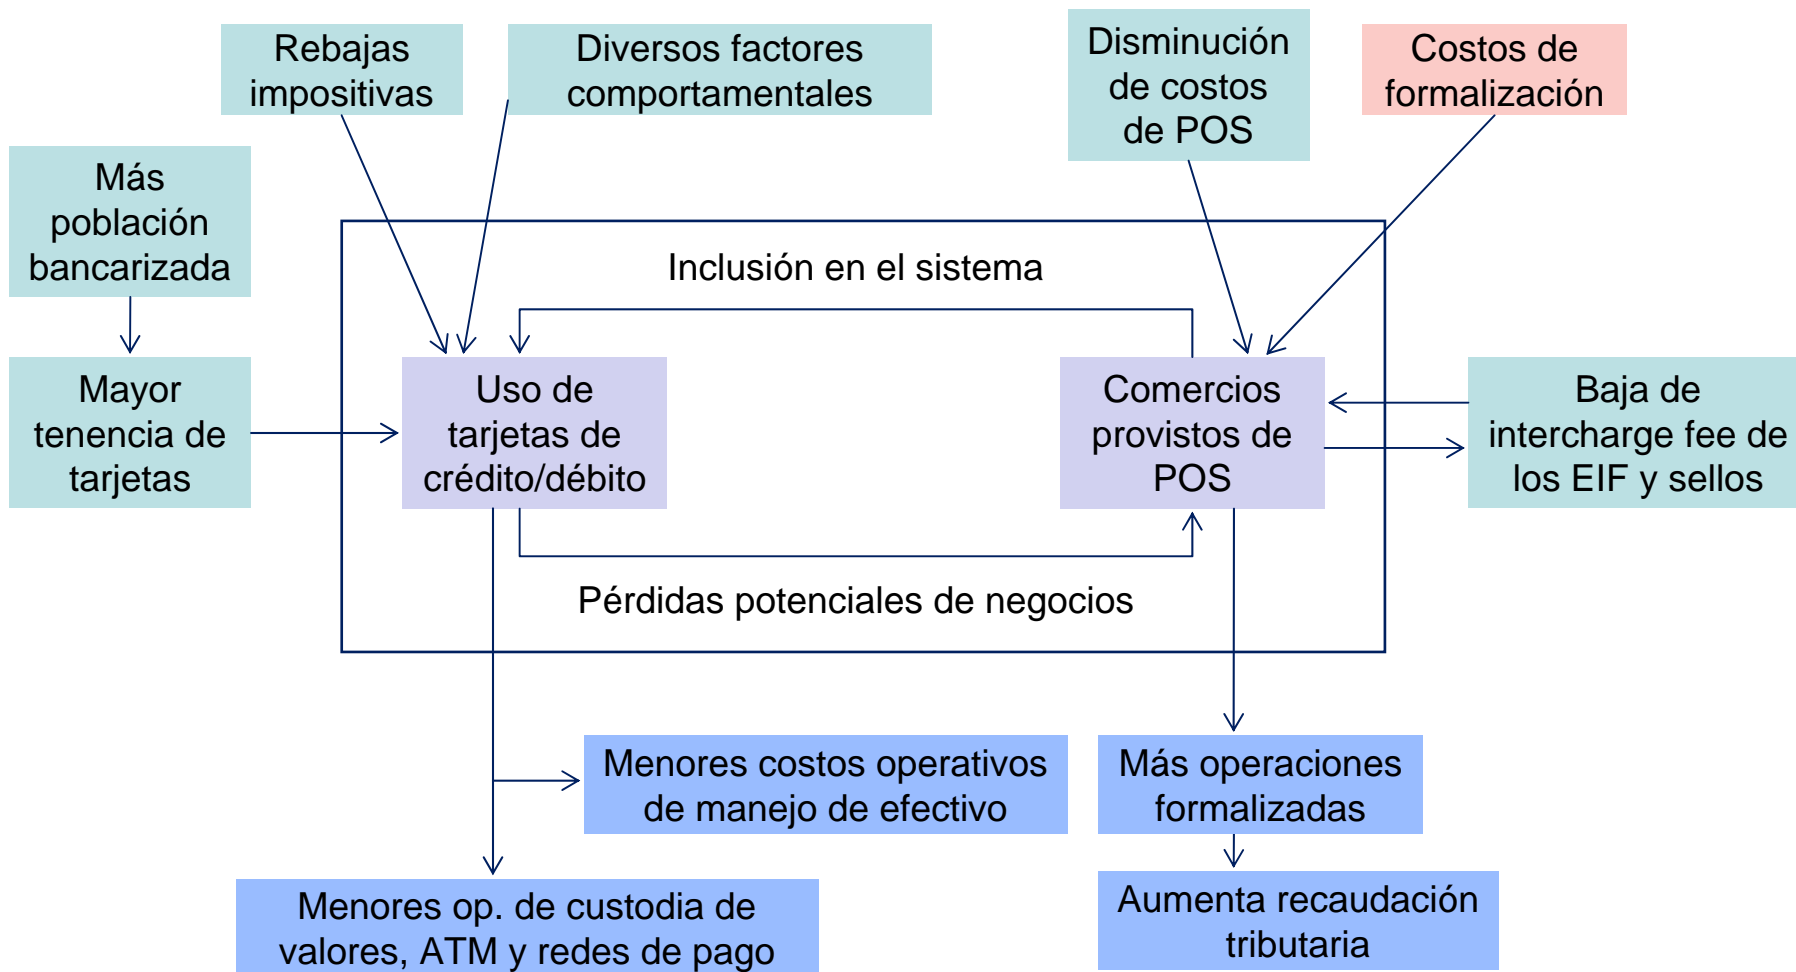 Rebajas
impositivas
Diversos factores
comportamentales
Disminución
de costos
de POS
Costos de
formalización
Más
población
bancarizada
Inclusión en el sistema
Mayor
tenencia de
tarjetas
Uso de
tarjetas de
crédito/débito
Comercios
provistos de
POS
Baja de
intercharge fee de
los EIF y sellos
Pérdidas potenciales de negocios
Menores costos operativos
de manejo de efectivo
Más operaciones
formalizadas
Menores op. de custodia de
valores, ATM y redes de pago
Aumenta recaudación
tributaria